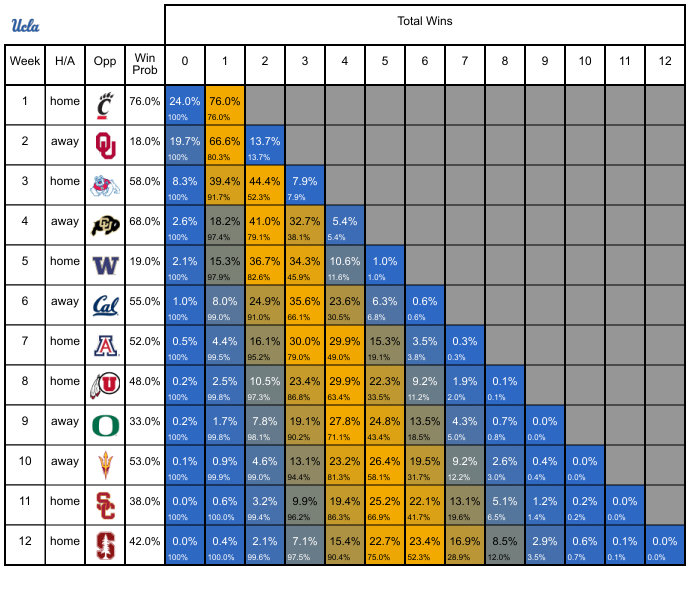 Ucla
Total Wins
Week H/A Opp Win Prob 0 1 2 3 4 5 6 7 8 9 10 11 12
1 home C 76.0% 24.0% 76.0%
100% 76.0%
2 away OU 18.0% 19.7% 66.6% 13.7%
100% 80.3% 13.7%
3 home 58.0% 8.3% 39.4% 44.4% 7.9%
100% 91.7% 52.3% 7.9%
4 away CU 68.0% 2.6% 18.2% 41.0% 32.7% 5.4%
100% 97.4% 79.1% 38.1% 5.4%
5 home W 19.0% 2.1% 15.3% 36.7% 34.3% 10.6% 1.0%
100% 97.9% 82.6% 45.9% 11.6% 1.0%
6 away Cal 55.0% 1.0% 8.0% 24.9% 35.6% 23.6% 6.3% 0.6%
100% 99.0% 91.0% 66.1% 30.5% 6.8% 0.6%
7 home A 52.0% 0.5% 4.4% 16.1% 30.0% 29.9% 15.3% 3.5% 0.3%
100% 99.5% 95.2% 79.0% 49.0% 19.1% 3.8% 0.3%
8 home U 48.0% 0.2% 2.5% 10.5% 23.4% 29.9% 22.3% 9.2% 1.9% 0.1%
100% 99.8% 97.3% 86.8% 63.4% 33.5% 11.2% 2.0% 0.1%
9 away O 33.0% 0.2% 1.7% 7.8% 19.1% 27.8% 24.8% 13.5% 4.3% 0.7% 0.0%
100% 99.8% 98.1% 90.2% 71.1% 43.4% 18.5% 5.0% 0.8% 0.0%
10 away 53.0% 0.1% 0.9% 4.6% 13.1% 23.2% 26.4% 19.5% 9.2% 2.6% 0.4% 0.0%
100% 99.9% 99.0% 94.4% 81.3% 58.1% 31.7% 12.2% 3.0% 0.4% 0.0%
11 home SC 38.0% 0.0% 0.6% 3.2% 9.9% 19.4% 25.2% 22.1% 13.1% 5.1% 1.2% 0.2% 0.0%
100% 100.0% 99.4% 96.2% 86.3% 66.9% 41.7% 19.6% 6.5% 1.4% 0.2% 0.0%
12 home S 42.0% 0.0% 0.4% 2.1% 7.1% 15.4% 22.7% 23.4% 16.9% 8.5% 2.9% 0.6% 0.1% 0.0%
100% 100.0% 99.6% 97.5% 90.4% 75.0% 52.3% 28.9% 12.0% 3.5% 0.7% 0.1% 0.0%